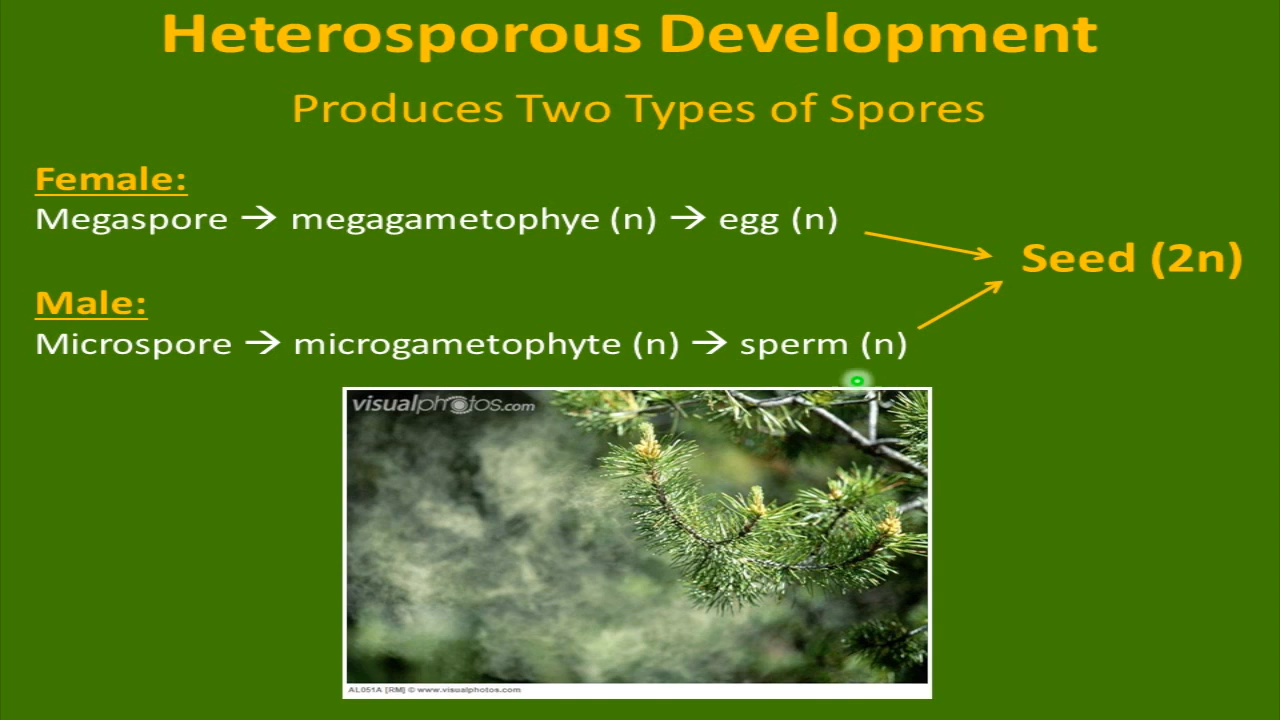 Heterosporous Development
Produces Two Types of Spores
Female:
Megaspore → megagametophye (n) → egg (n)
Seed (2n)
Male:
Microspore → microgametophyte (n) → sperm (n)
visualphotos.com
AL051A [RM] © www.visualphotos.com